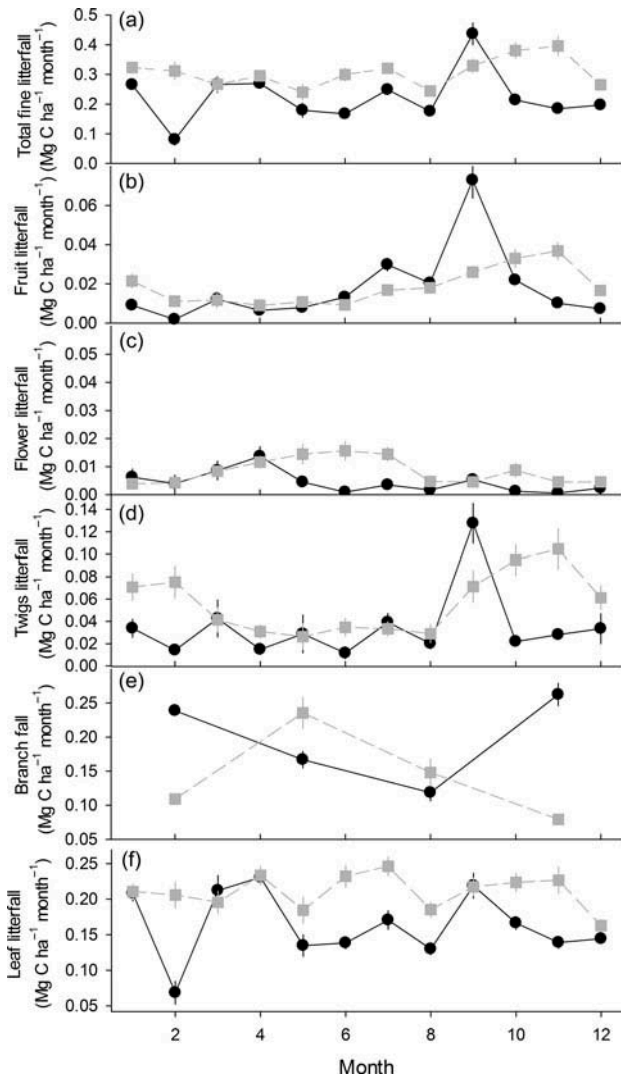 (a)
Total fine litterfall
(Mg C ha⁻¹ month⁻¹)
0.5
0.4
0.3
0.2
0.1
0.0
(b)
Fruit litterfall
(Mg C ha⁻¹ month⁻¹)
0.06
0.04
0.02
0.00
(c)
Flower litterfall
(Mg C ha⁻¹ month⁻¹)
0.05
0.04
0.03
0.02
0.01
0.00
(d)
Twigs litterfall
(Mg C ha⁻¹ month⁻¹)
0.14
0.12
0.10
0.08
0.06
0.04
0.02
0.00
(e)
Branch fall
(Mg C ha⁻¹ month⁻¹)
0.25
0.20
0.15
0.10
0.05
(f)
Leaf litterfall
(Mg C ha⁻¹ month⁻¹)
0.25
0.20
0.15
0.10
0.05
2 4 6 8 10 12
Month